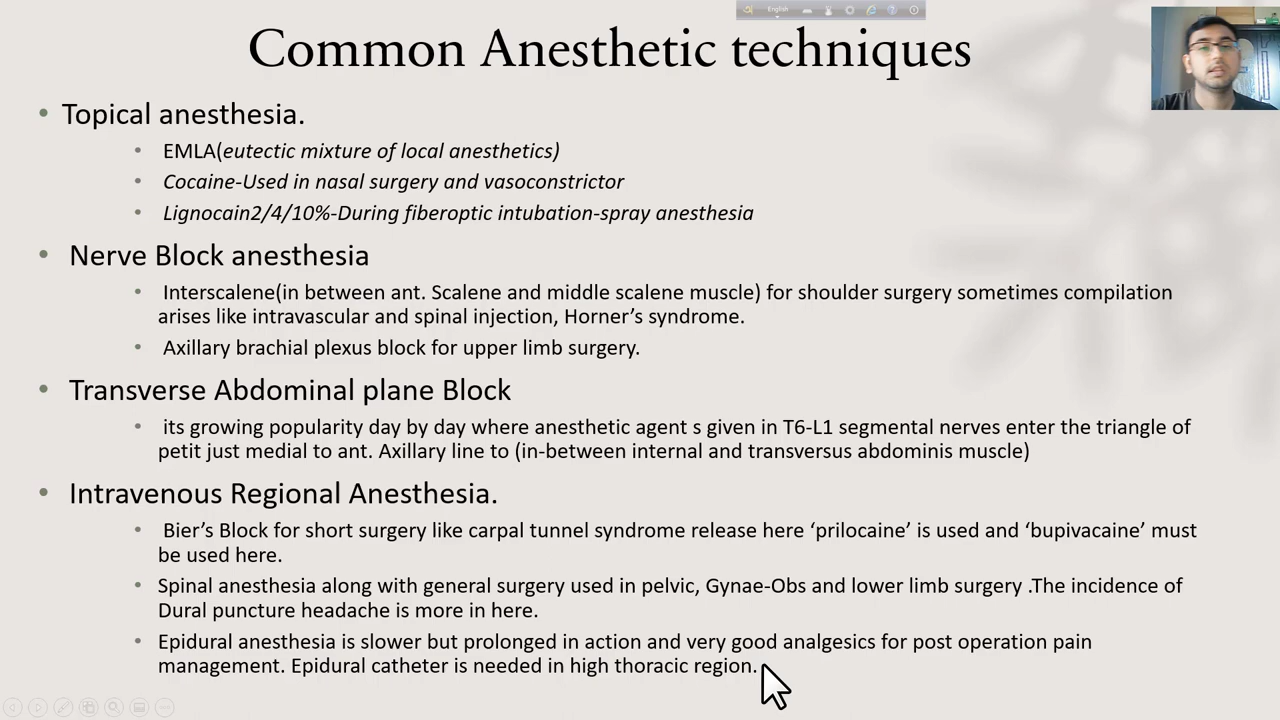 English
Common Anesthetic techniques
• Topical anesthesia.
• EMLA(eutectic mixture of local anesthetics)
• Cocaine-Used in nasal surgery and vasoconstrictor
• Lignocain2/4/10%-During fiberoptic intubation-spray anesthesia
• Nerve Block anesthesia
• Interscalene(in between ant. Scalene and middle scalene muscle) for shoulder surgery sometimes compilation
arises like intravascular and spinal injection, Horner’s syndrome.
• Axillary brachial plexus block for upper limb surgery.
• Transverse Abdominal plane Block
• its growing popularity day by day where anesthetic agent s given in T6-L1 segmental nerves enter the triangle of
petit just medial to ant. Axillary line to (in-between internal and transversus abdominis muscle)
• Intravenous Regional Anesthesia.
• Bier’s Block for short surgery like carpal tunnel syndrome release here ‘prilocaine’ is used and ‘bupivacaine’ must
be used here.
• Spinal anesthesia along with general surgery used in pelvic, Gynae-Obs and lower limb surgery .The incidence of
Dural puncture headache is more in here.
• Epidural anesthesia is slower but prolonged in action and very good analgesics for post operation pain
management. Epidural catheter is needed in high thoracic region.